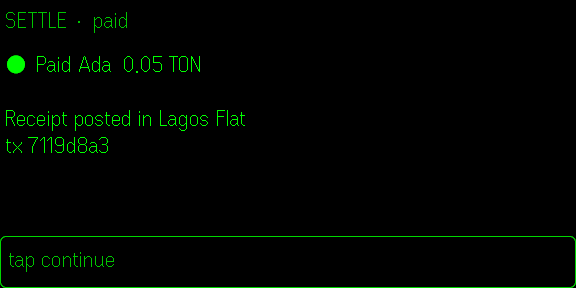 SETTLE · paid
Paid Ada 0.05 TON
Receipt posted in Lagos Flat
tx 7119d8a3
tap continue